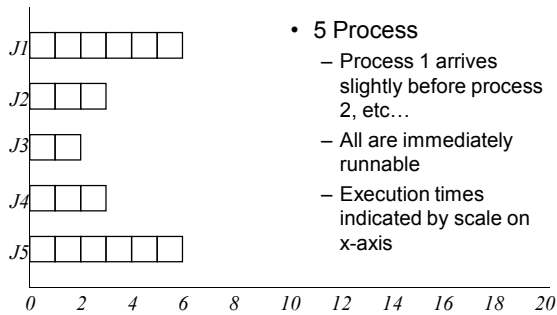 J1
J2
J3
J4
J5
0 2 4 6 8 10 12 14 16 18 20
• 5 Process
– Process 1 arrives
slightly before process
2, etc…
– All are immediately
runnable
– Execution times
indicated by scale on
x-axis